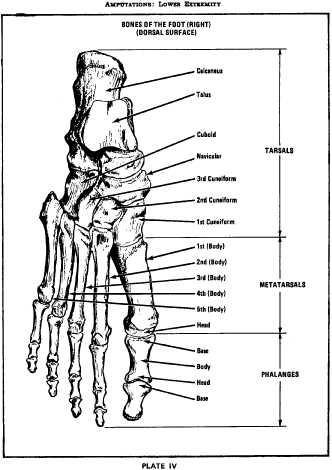 AMPUTATIONS: LOWER EXTREMITY
BONES OF THE FOOT (RIGHT)
(DORSAL SURFACE)
Calcaneus
Talus
Cuboid
Navicular
3rd Cuneiform
2nd Cuneiform
1st Cuneiform
TARSALS
1st (Body)
2nd (Body)
3rd (Body)
4th (Body)
5th (Body)
Head
METATARSALS
Base
Body
Head
Base
PHALANGES
PLATE IV